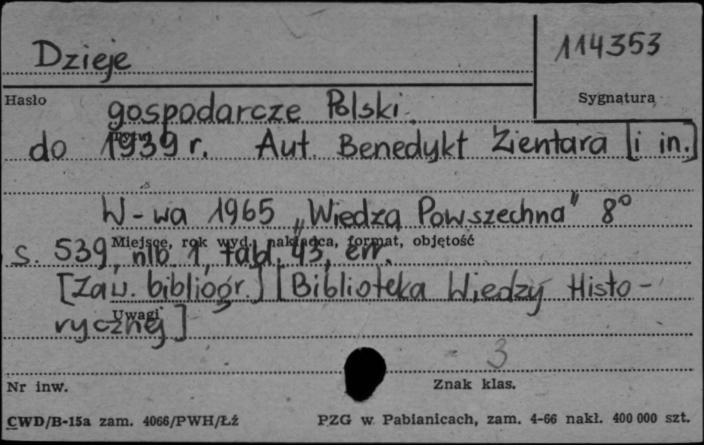 Dzieje
114353
Hasło
Sygnatura
gospodarcze Polski
do 1939 r. Aut. Benedykt Zientara [i in.]
Tytuł
W-wa 1965 „Wiedza Powszechna" 8°
Miejsce, rok wyd., nakładca, format, objętość
s. 539, nlb 1, tabl. 43, err.
[Zaw. bibliogr.] [Biblioteka Wiedzy Histo-
Uwagi
rycznej]
3
Nr inw.
Znak klas.
CWD/B-15a zam. 4066/PWH/Łź
PZG w Pabianicach, zam. 4-66 nakł. 400 000 szt.